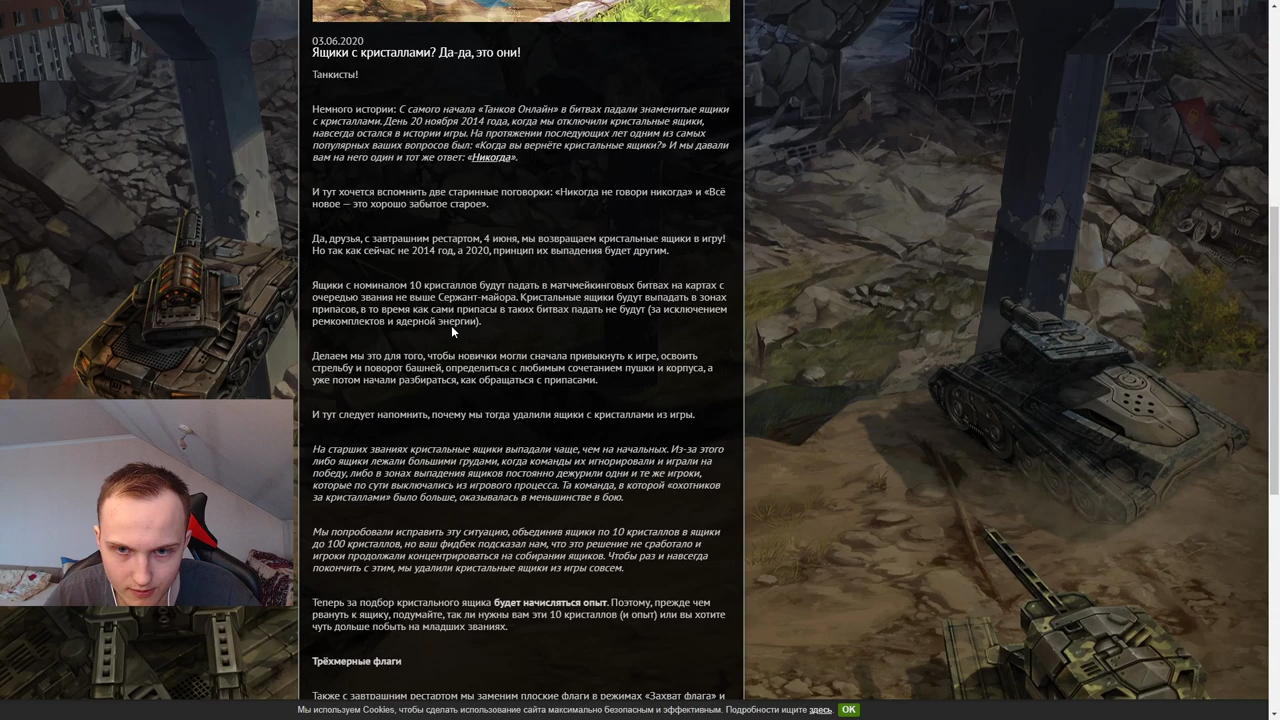 03.06.2020
Ящики с кристаллами? Да-да, это они!
Танкисты!
Немного истории: С самого начала «Танков Онлайн» в битвах падали знаменитые ящики
с кристаллами. День 20 ноября 2014 года, когда мы отключили кристальные ящики,
навсегда остался в истории игры. На протяжении последующих лет одним из самых
популярных ваших вопросов был: «Когда вы вернёте кристальные ящики?» И мы давали
вам на него один и тот же ответ: «Никогда».
И тут хочется вспомнить две старинные поговорки: «Никогда не говори никогда» и «Всё
новое — это хорошо забытое старое».
Да, друзья, с завтрашним рестартом, 4 июня, мы возвращаем кристальные ящики в игру!
Но так как сейчас не 2014 год, а 2020, принцип их выпадения будет другим.
Ящики с номиналом 10 кристаллов будут падать в матчмейкинговых битвах на картах с
очередью звания не выше Сержант-майора. Кристальные ящики будут выпадать в зонах
припасов, в то время как сами припасы в таких битвах падать не будут (за исключением
ремкомплектов и ядерной энергии).
Делаем мы это для того, чтобы новички могли сначала привыкнуть к игре, освоить
стрельбу и поворот башней, определиться с любимым сочетанием пушки и корпуса, а
уже потом начали разбираться, как обращаться с припасами.
И тут следует напомнить, почему мы тогда удалили ящики с кристаллами из игры.
На старших званиях кристальные ящики выпадали чаще, чем на начальных. Из-за этого
либо ящики лежали большими грудами, когда команды их игнорировали и играли на
победу, либо в зонах выпадения ящиков постоянно дежурили одни и те же игроки,
которые по сути выключались из игрового процесса. Та команда, в которой «охотников
за кристаллами» было больше, оказывалась в меньшинстве в бою.
Мы попробовали исправить эту ситуацию, объединив ящики по 10 кристаллов в ящики
до 100 кристаллов, но ваш фидбек подсказал нам, что это решение не сработало и
игроки продолжали концентрироваться на собирании ящиков. Чтобы раз и навсегда
покончить с этим, мы удалили кристальные ящики из игры совсем.
Теперь за подбор кристального ящика будет начисляться опыт. Поэтому, прежде чем
рвануть к ящику, подумайте, так ли нужны вам эти 10 кристаллов (и опыт) или вы хотите
чуть дольше побыть на младших званиях.
Трёхмерные флаги
Также с завтрашним рестартом мы заменим плоские флаги в режимах «Захват флага» и
Мы используем Cookies, чтобы сделать использование сайта максимально безопасным и эффективным. Подробности ищите здесь. OK